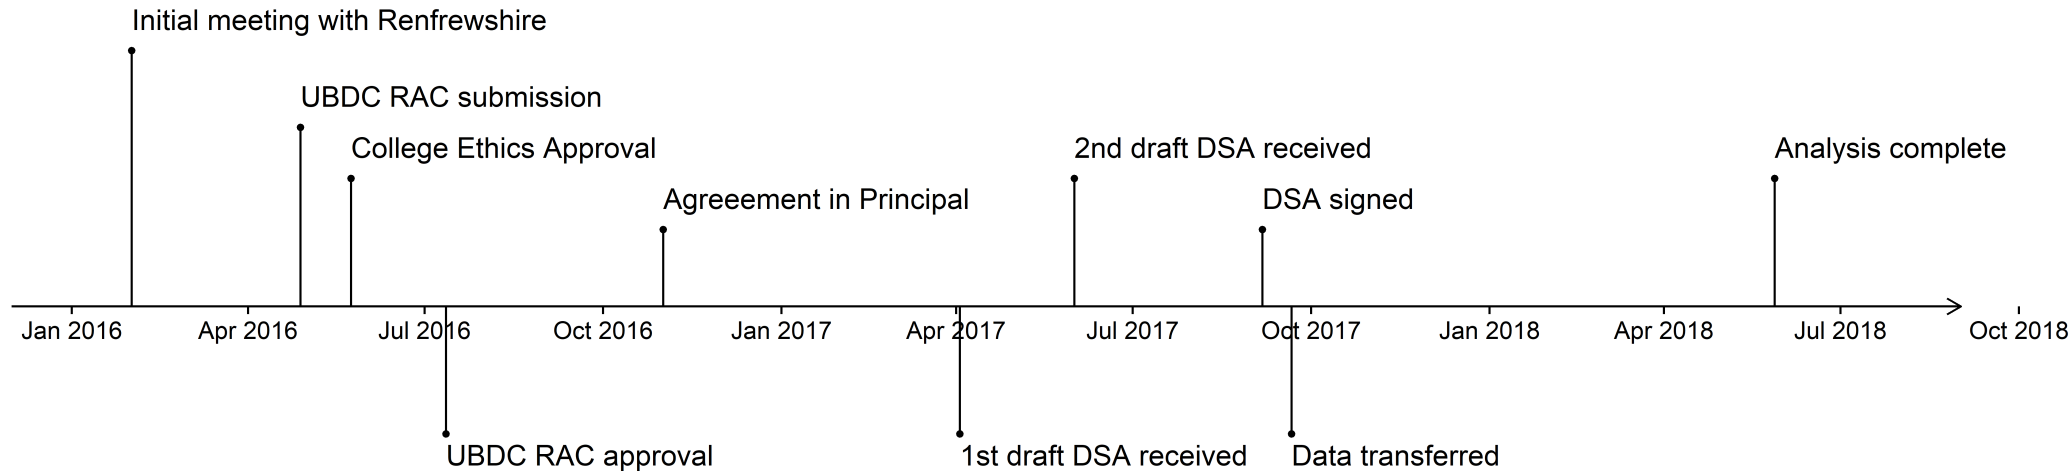 Initial meeting with Renfrewshire
UBDC RAC submission
College Ethics Approval
2nd draft DSA received
Analysis complete
Agreeement in Principal
DSA signed
Jan 2016
Apr 2016
Jul 2016
Oct 2016
Jan 2017
Apr 2017
Jul 2017
Oct 2017
Jan 2018
Apr 2018
Jul 2018
Oct 2018
UBDC RAC approval
1st draft DSA received
Data transferred